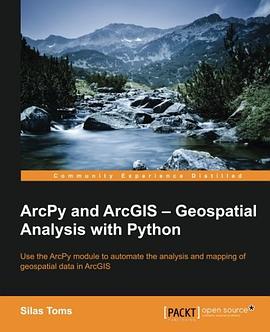 Community Experience Distilled
ArcPy and ArcGIS – Geospatial
Analysis with Python
Use the ArcPy module to automate the analysis and mapping of
geospatial data in ArcGIS
Silas Toms
[PACKT] open source*
PUBLISHING